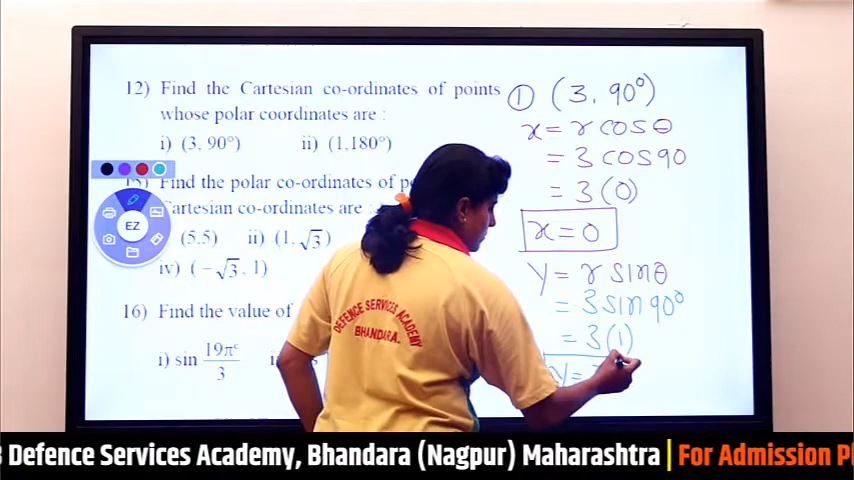 12) Find the Cartesian co-ordinates of points
whose polar coordinates are :
i) (3, 90°) ii) (1,180°)
Find the polar co-ordinates of
Cartesian co-ordinates are :
(5,5) ii) (1, √3)
iv) (−√3, 1)
16) Find the value of
i) sin 19πᶜ/3
① (3, 90°)
x = r cos θ
= 3 cos 90
= 3 (0)
x = 0
y = r sin θ
= 3 sin 90°
= 3 (1)
y =
EZ
DEFENCE SERVICES ACADEMY
BHANDARA.
Defence Services Academy, Bhandara (Nagpur) Maharashtra | For Admission